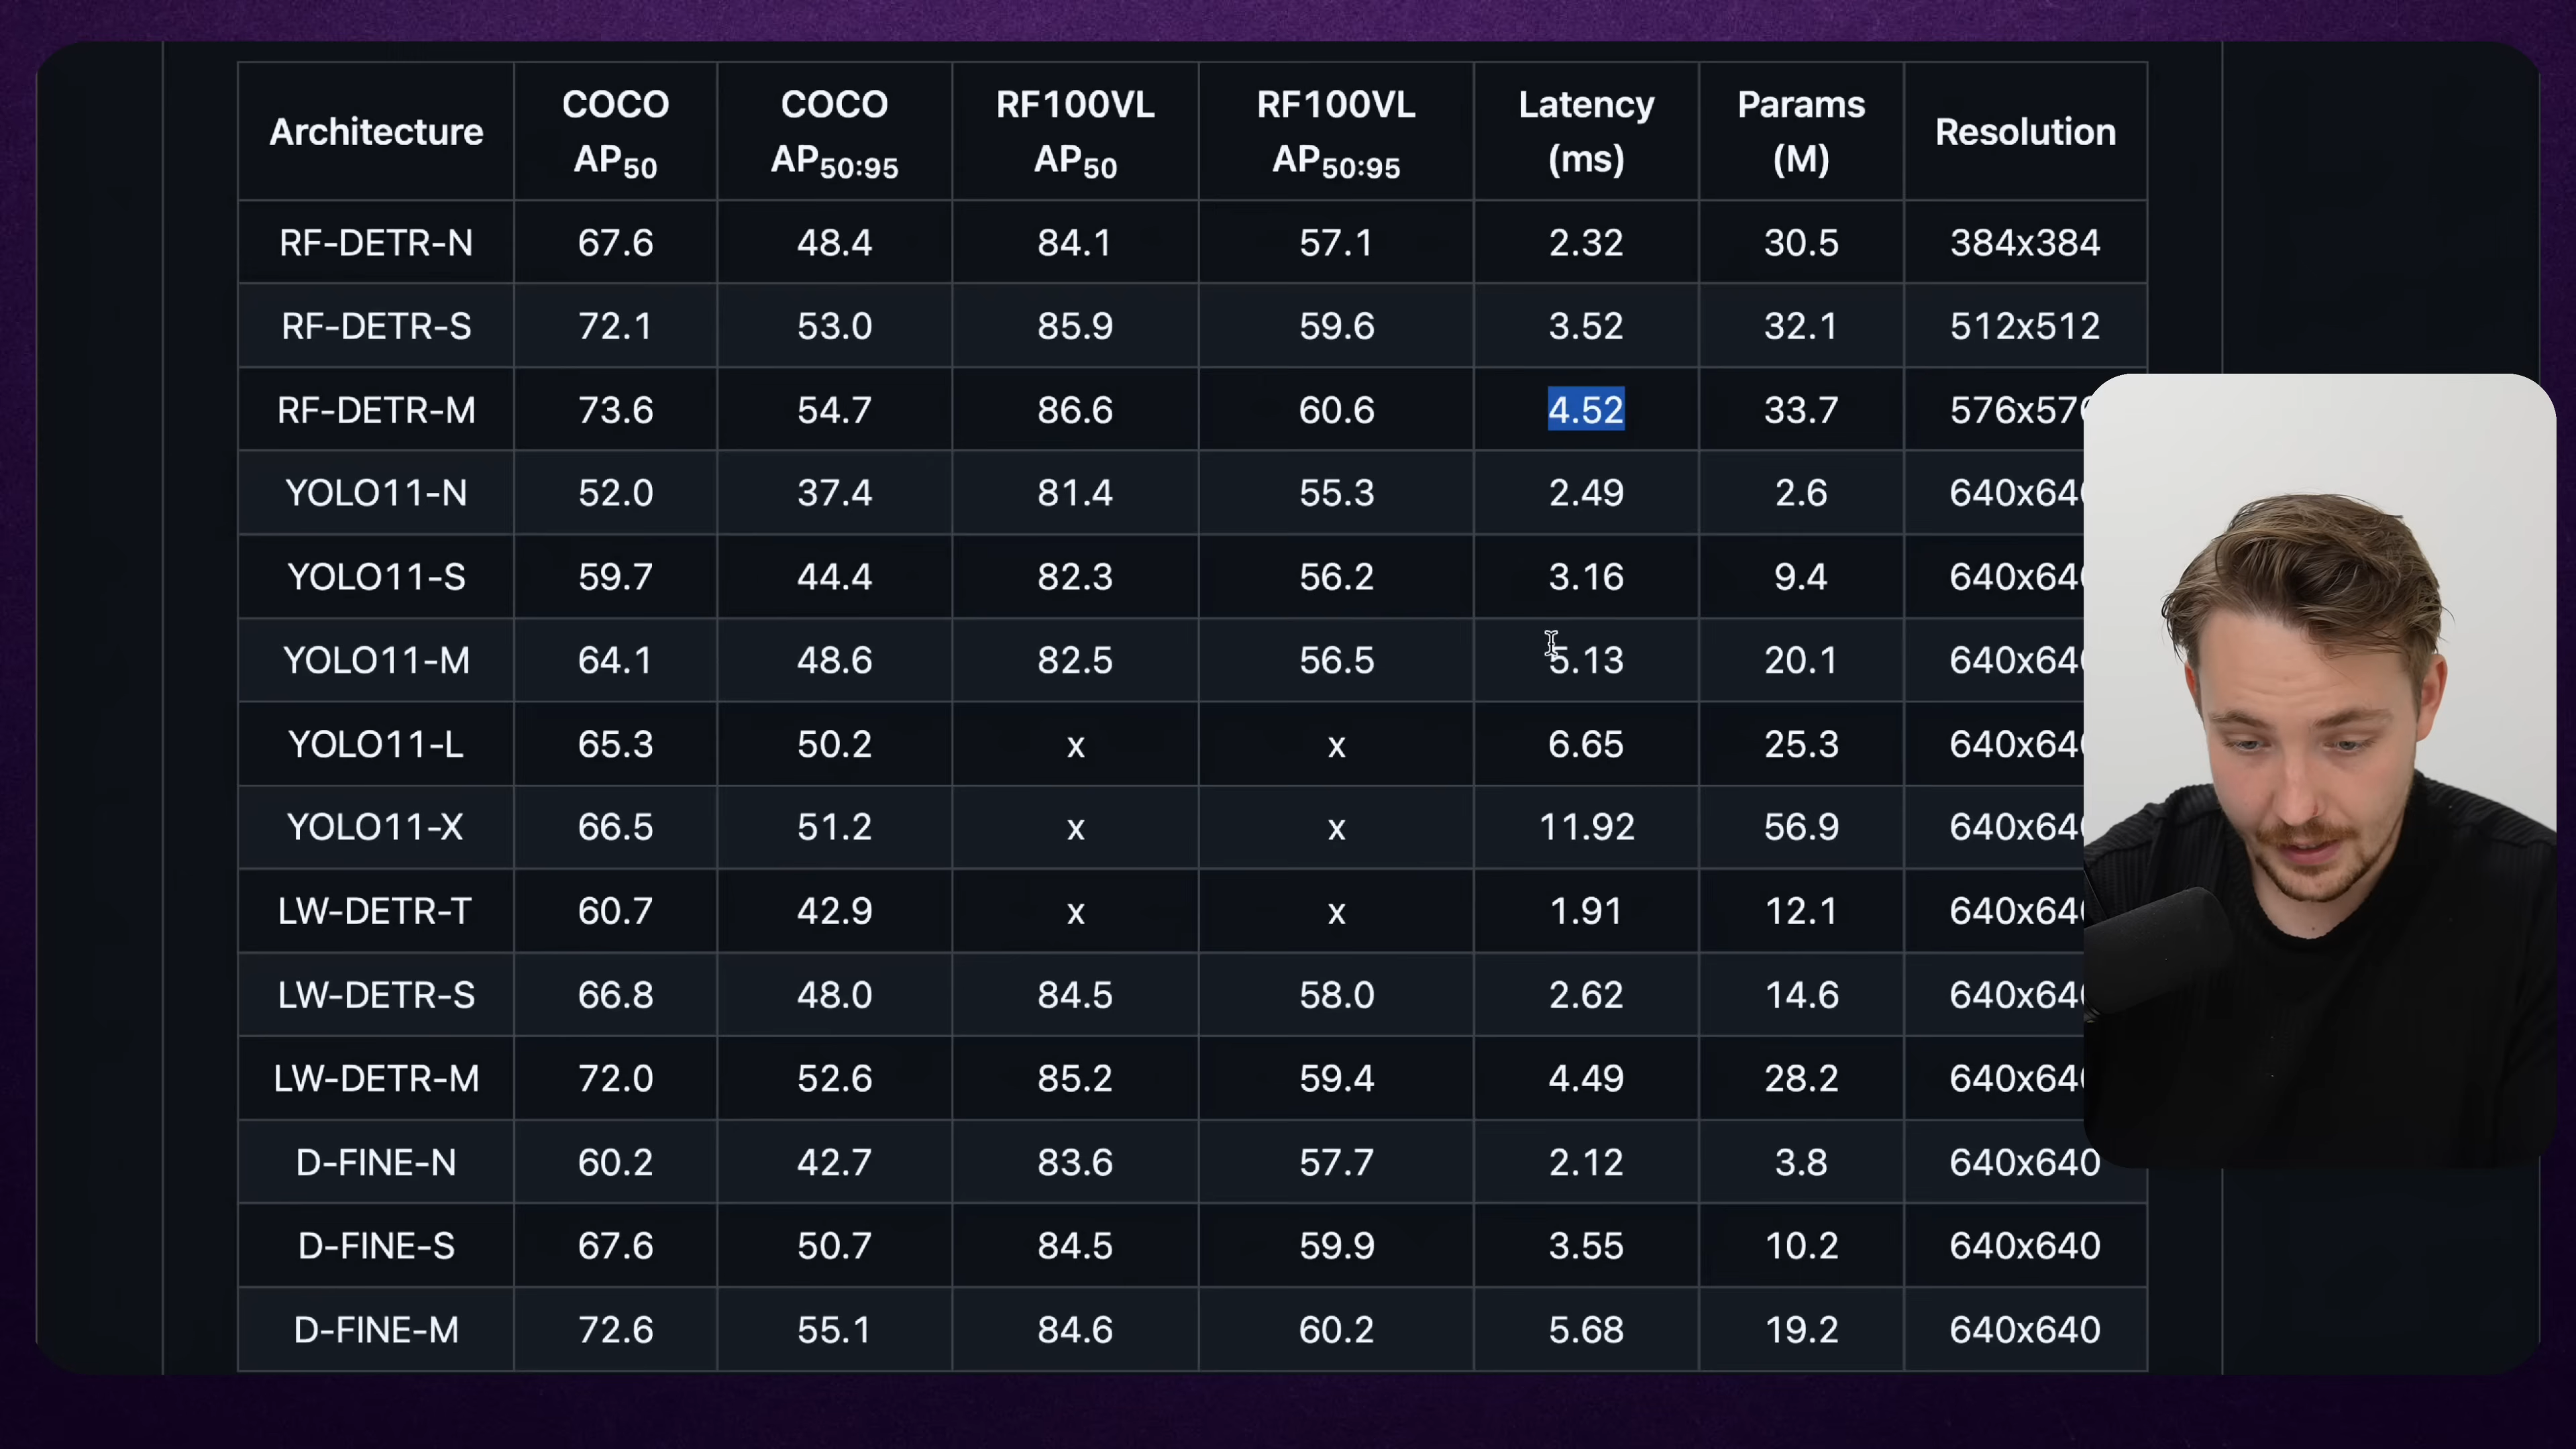 Architecture COCO AP50 COCO AP50:95 RF100VL AP50 RF100VL AP50:95 Latency (ms) Params (M) Resolution
RF-DETR-N 67.6 48.4 84.1 57.1 2.32 30.5 384x384
RF-DETR-S 72.1 53.0 85.9 59.6 3.52 32.1 512x512
RF-DETR-M 73.6 54.7 86.6 60.6 4.52 33.7 576x57
YOLO11-N 52.0 37.4 81.4 55.3 2.49 2.6 640x64
YOLO11-S 59.7 44.4 82.3 56.2 3.16 9.4 640x64
YOLO11-M 64.1 48.6 82.5 56.5 5.13 20.1 640x64
YOLO11-L 65.3 50.2 x x 6.65 25.3 640x64
YOLO11-X 66.5 51.2 x x 11.92 56.9 640x64
LW-DETR-T 60.7 42.9 x x 1.91 12.1 640x64
LW-DETR-S 66.8 48.0 84.5 58.0 2.62 14.6 640x64
LW-DETR-M 72.0 52.6 85.2 59.4 4.49 28.2 640x64
D-FINE-N 60.2 42.7 83.6 57.7 2.12 3.8 640x640
D-FINE-S 67.6 50.7 84.5 59.9 3.55 10.2 640x640
D-FINE-M 72.6 55.1 84.6 60.2 5.68 19.2 640x640